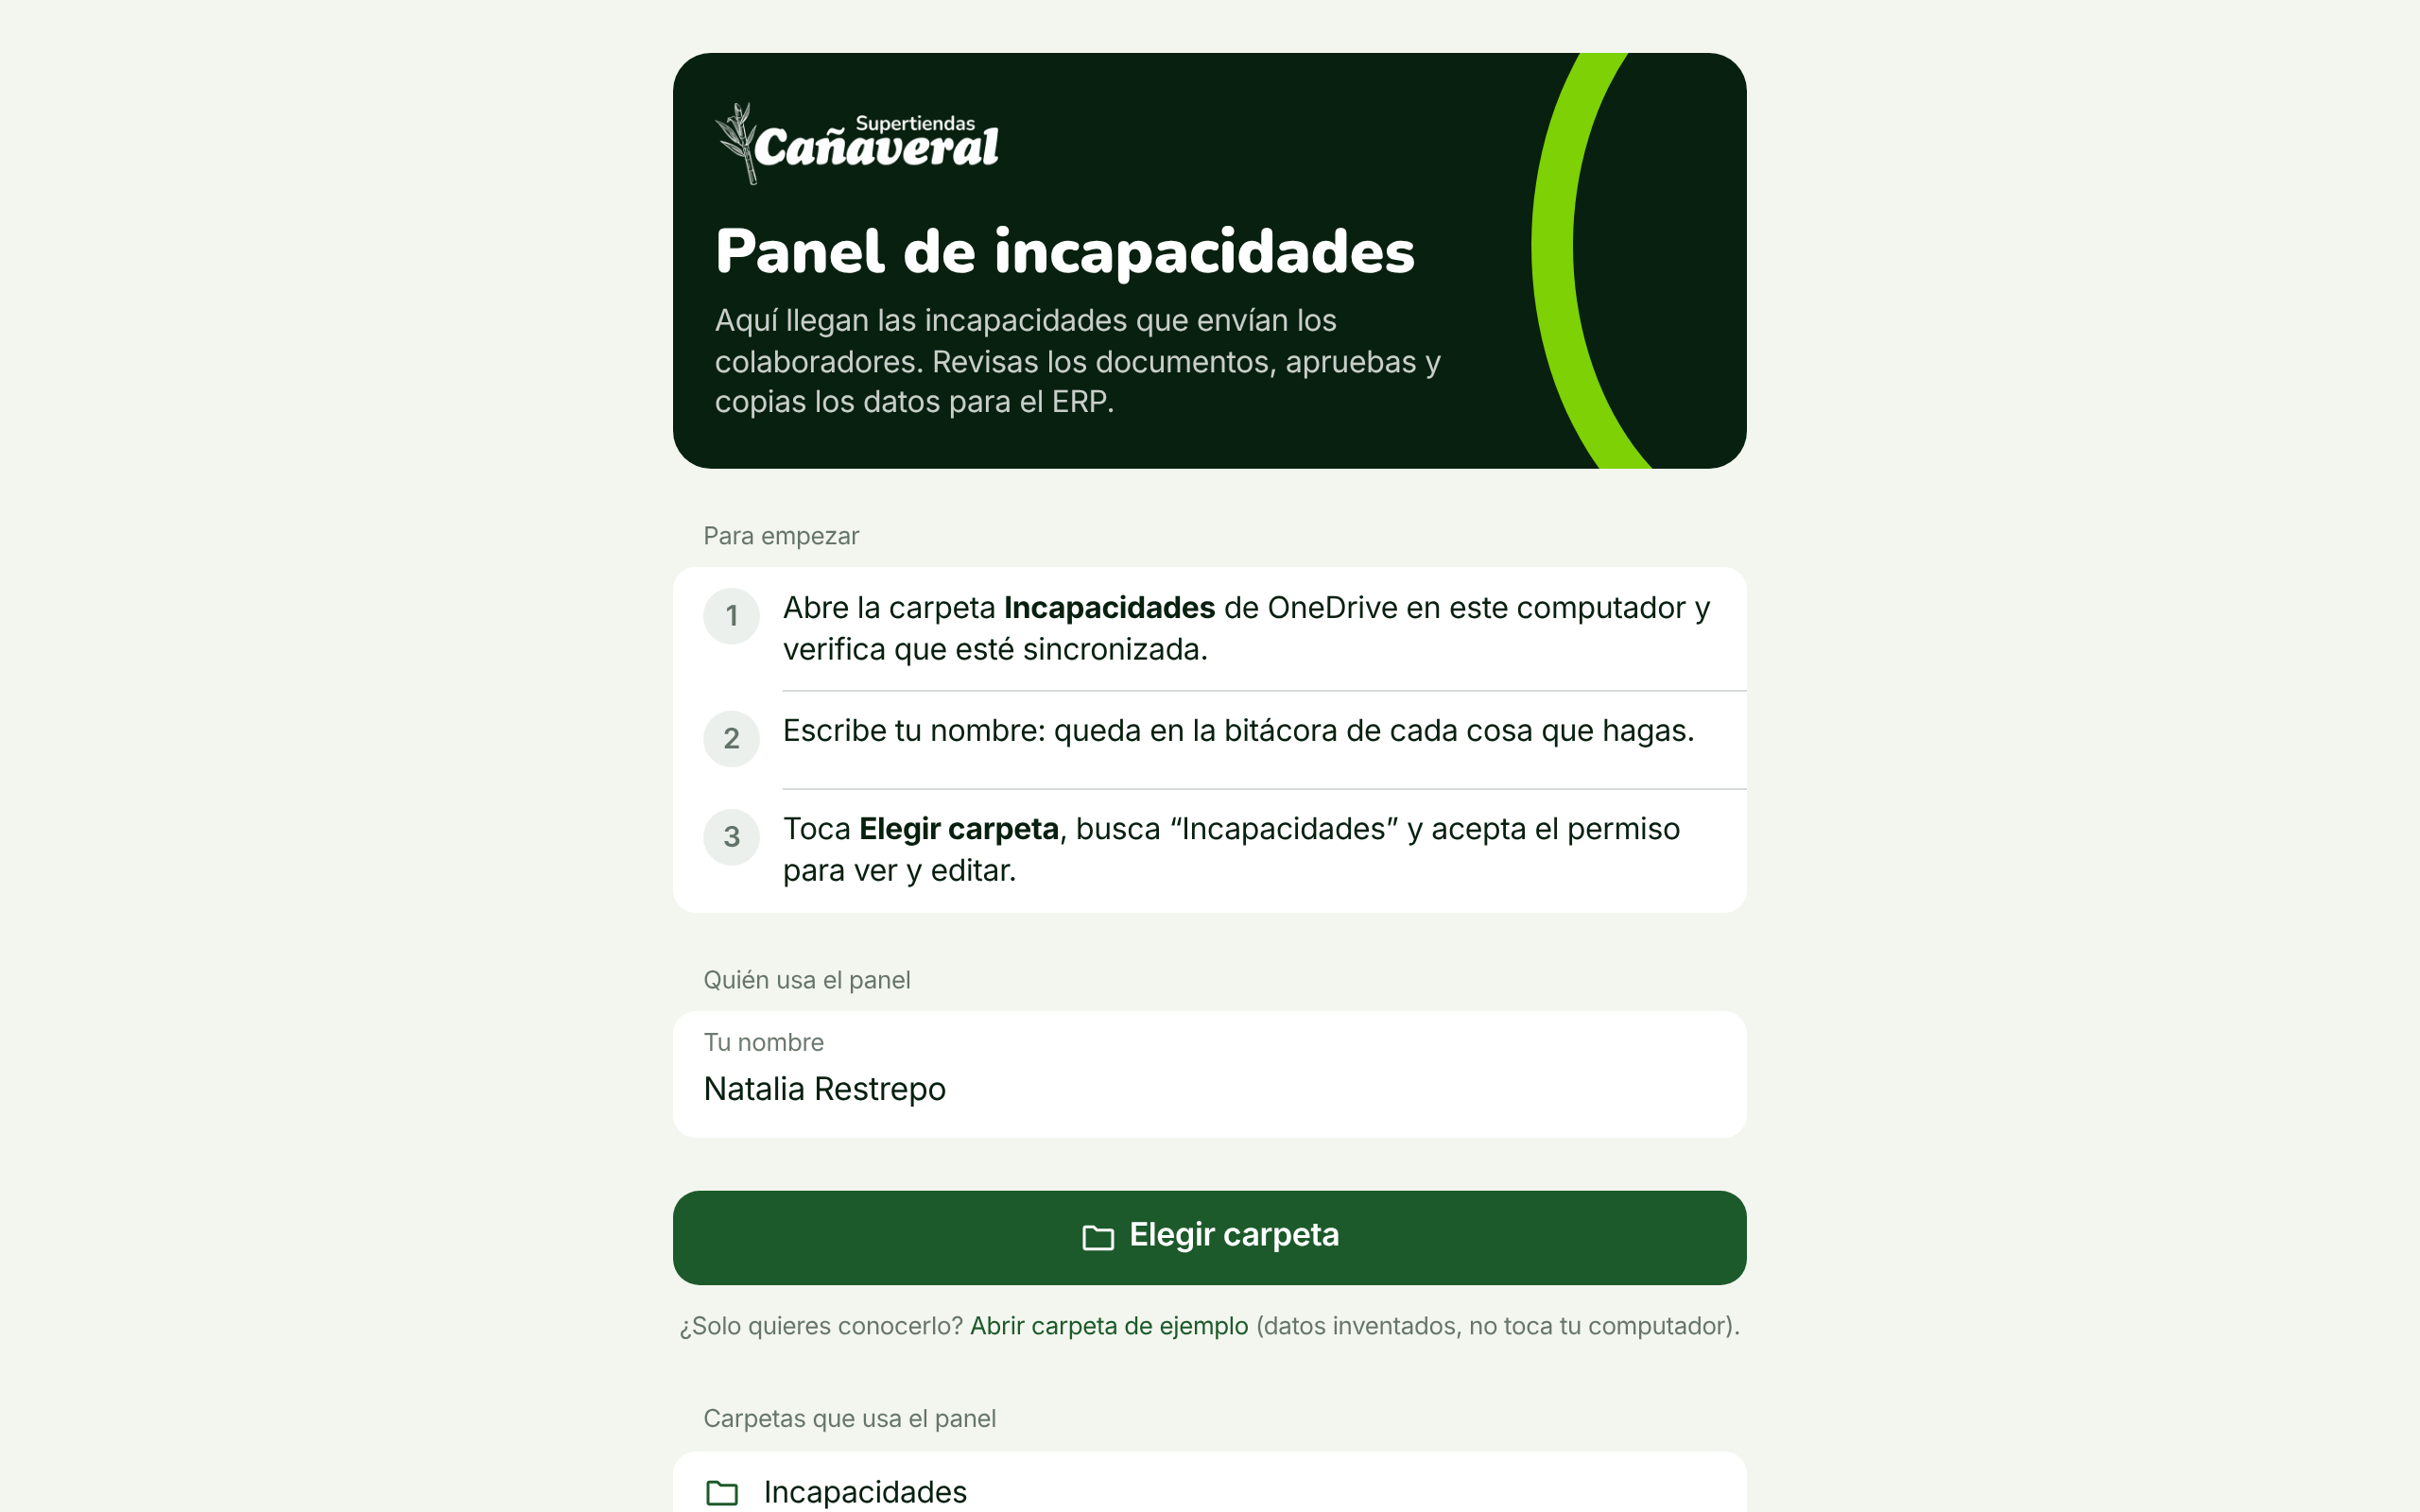 Supertiendas
Cañaveral
Panel de incapacidades
Aquí llegan las incapacidades que envían los
colaboradores. Revisas los documentos, apruebas y
copias los datos para el ERP.
Para empezar
1 Abre la carpeta Incapacidades de OneDrive en este computador y
verifica que esté sincronizada.
2 Escribe tu nombre: queda en la bitácora de cada cosa que hagas.
3 Toca Elegir carpeta, busca “Incapacidades” y acepta el permiso
para ver y editar.
Quién usa el panel
Tu nombre
Natalia Restrepo
Elegir carpeta
¿Solo quieres conocerlo? Abrir carpeta de ejemplo (datos inventados, no toca tu computador).
Carpetas que usa el panel
Incapacidades